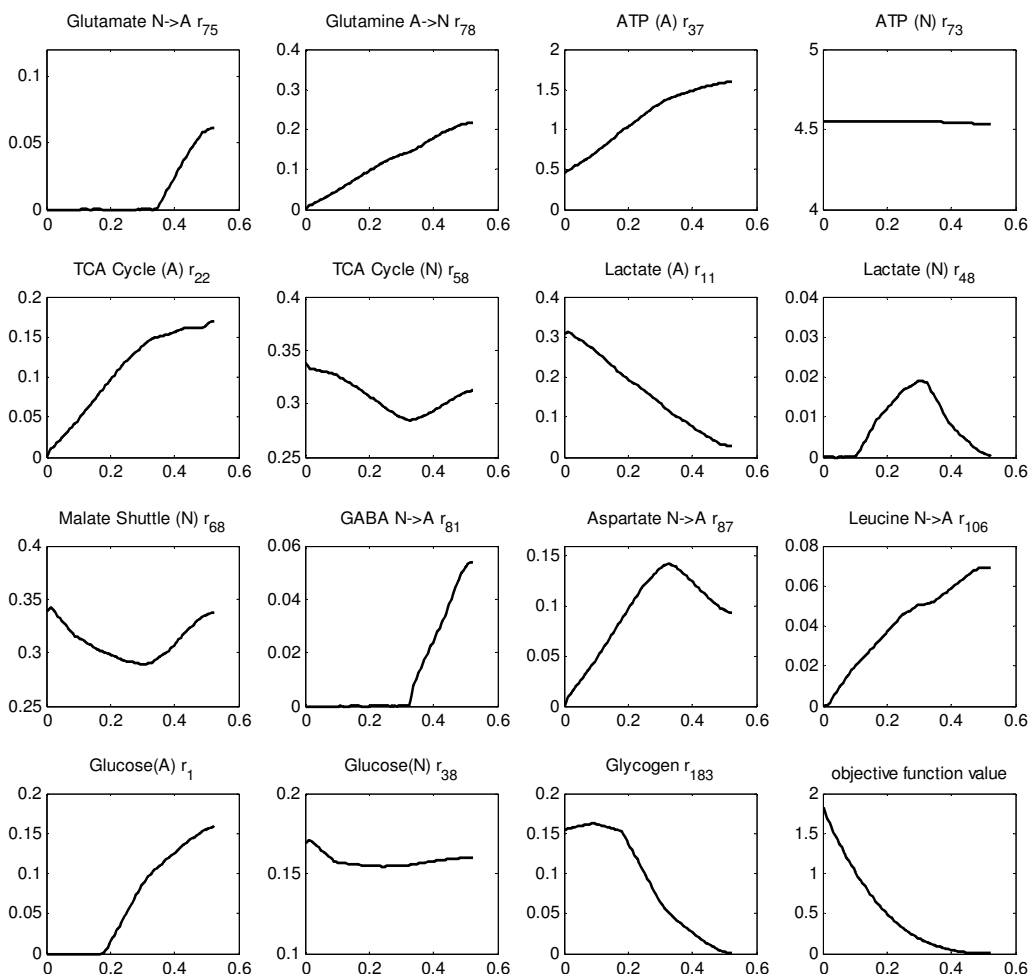 Glutamate N->A r75
Glutamine A->N r78
ATP (A) r37
ATP (N) r73
0.1
0.05
0
0 0.2 0.4 0.6
0.4
0.3
0.2
0.1
0
0 0.2 0.4 0.6
2
1.5
1
0.5
0
0 0.2 0.4 0.6
5
4.5
4
0 0.2 0.4 0.6
TCA Cycle (A) r22
TCA Cycle (N) r58
Lactate (A) r11
Lactate (N) r48
0.2
0.15
0.1
0.05
0
0 0.2 0.4 0.6
0.4
0.35
0.3
0.25
0 0.2 0.4 0.6
0.4
0.3
0.2
0.1
0
0 0.2 0.4 0.6
0.04
0.03
0.02
0.01
0
0 0.2 0.4 0.6
Malate Shuttle (N) r68
GABA N->A r81
Aspartate N->A r87
Leucine N->A r106
0.4
0.35
0.3
0.25
0 0.2 0.4 0.6
0.06
0.04
0.02
0
0 0.2 0.4 0.6
0.15
0.1
0.05
0
0 0.2 0.4 0.6
0.08
0.06
0.04
0.02
0
0 0.2 0.4 0.6
Glucose(A) r1
Glucose(N) r38
Glycogen r183
objective function value
0.2
0.15
0.1
0.05
0
0 0.2 0.4 0.6
0.2
0.15
0.1
0 0.2 0.4 0.6
0.2
0.15
0.1
0.05
0
0 0.2 0.4 0.6
2
1.5
1
0.5
0
0 0.2 0.4 0.6